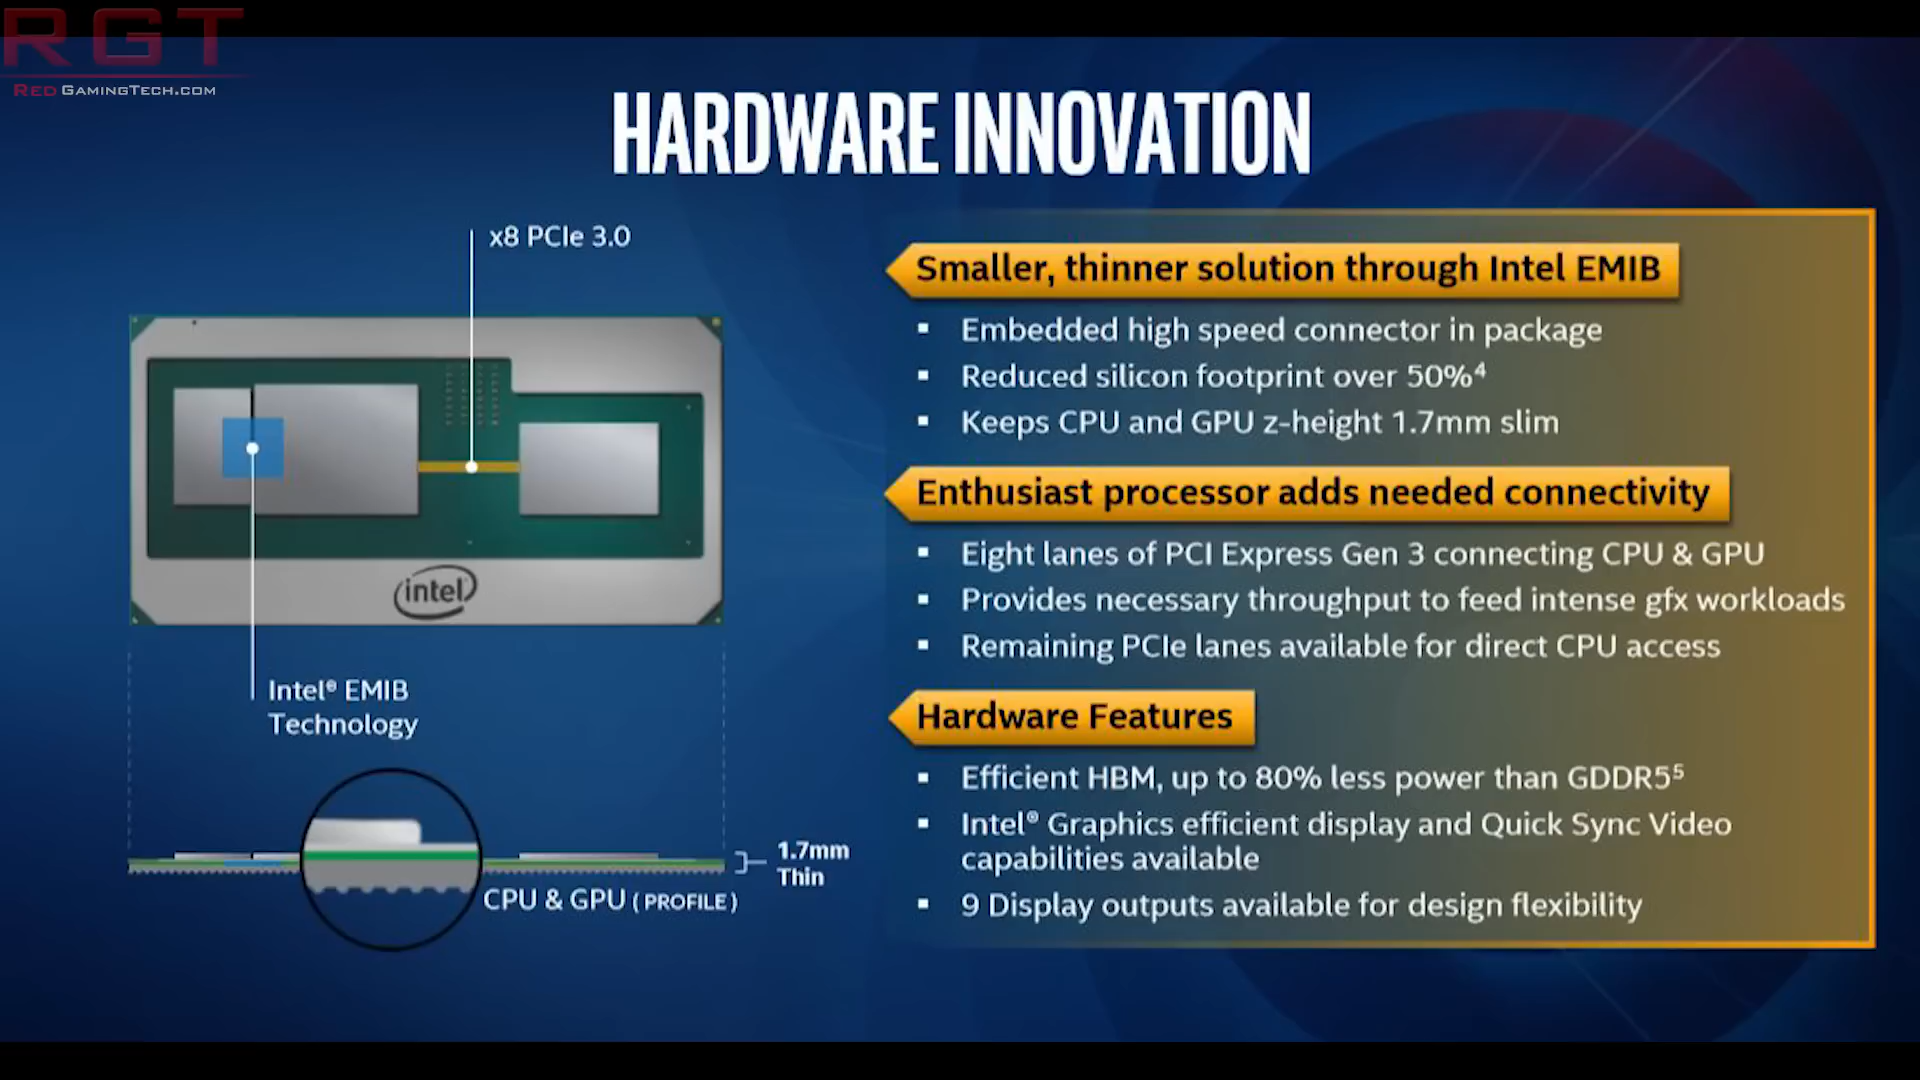 RGT
RedGamingTech.com
HARDWARE INNOVATION
x8 PCIe 3.0
intel
Intel® EMIB
Technology
1.7mm
Thin
CPU & GPU (PROFILE)
Smaller, thinner solution through Intel EMIB
▪ Embedded high speed connector in package
▪ Reduced silicon footprint over 50%⁴
▪ Keeps CPU and GPU z-height 1.7mm slim
Enthusiast processor adds needed connectivity
▪ Eight lanes of PCI Express Gen 3 connecting CPU & GPU
▪ Provides necessary throughput to feed intense gfx workloads
▪ Remaining PCIe lanes available for direct CPU access
Hardware Features
▪ Efficient HBM, up to 80% less power than GDDR5⁵
▪ Intel® Graphics efficient display and Quick Sync Video
capabilities available
▪ 9 Display outputs available for design flexibility